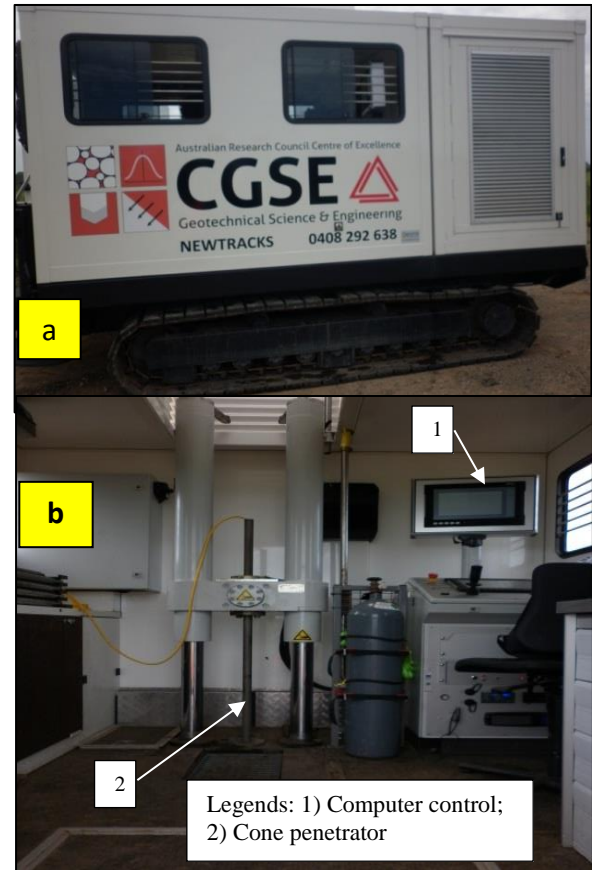 Australian Research Council Centre of Excellence
CGSE
Geotechnical Science & Engineering
NEWTRACKS 0408 292 638
a
1
b
2
Legends: 1) Computer control;
2) Cone penetrator